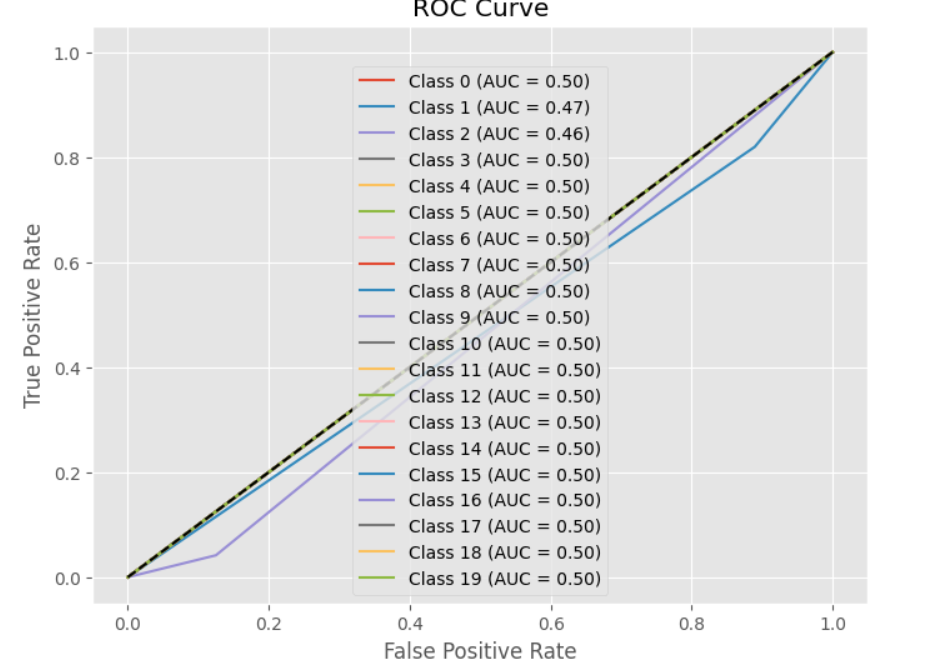 ROC Curve
1.0
0.8
0.6
0.4
0.2
0.0
True Positive Rate
Class 0 (AUC = 0.50)
Class 1 (AUC = 0.47)
Class 2 (AUC = 0.46)
Class 3 (AUC = 0.50)
Class 4 (AUC = 0.50)
Class 5 (AUC = 0.50)
Class 6 (AUC = 0.50)
Class 7 (AUC = 0.50)
Class 8 (AUC = 0.50)
Class 9 (AUC = 0.50)
Class 10 (AUC = 0.50)
Class 11 (AUC = 0.50)
Class 12 (AUC = 0.50)
Class 13 (AUC = 0.50)
Class 14 (AUC = 0.50)
Class 15 (AUC = 0.50)
Class 16 (AUC = 0.50)
Class 17 (AUC = 0.50)
Class 18 (AUC = 0.50)
Class 19 (AUC = 0.50)
0.0 0.2 0.4 0.6 0.8 1.0
False Positive Rate